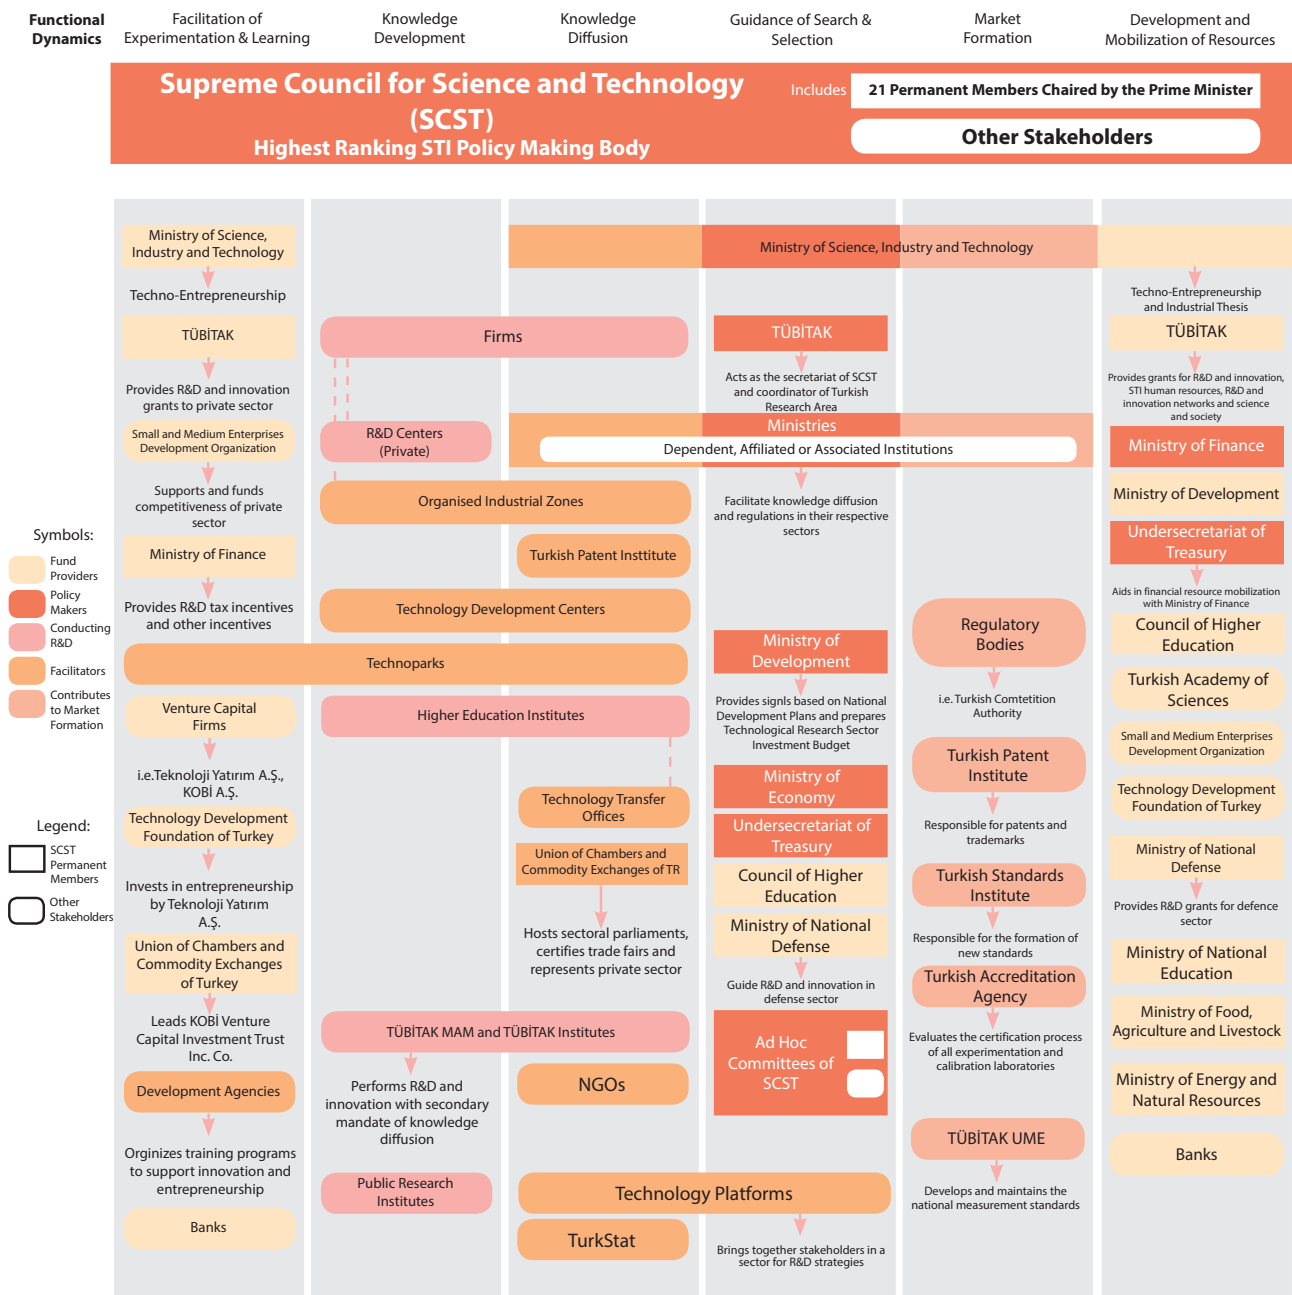 Functional
Dynamics
Facilitation of
Experimentation & Learning
Knowledge
Development
Knowledge
Diffusion
Guidance of Search &
Selection
Market
Formation
Development and
Mobilization of Resources
Supreme Council for Science and Technology
(SCST)
Highest Ranking STI Policy Making Body
Includes
21 Permanent Members Chaired by the Prime Minister
Other Stakeholders
Ministry of Science,
Industry and Technology
Techno-Entrepreneurship
TÜBİTAK
Provides R&D and innovation
grants to private sector
Small and Medium Enterprises
Development Organization
Supports and funds
competitiveness of private
sector
Ministry of Finance
Provides R&D tax incentives
and other incentives
Technoparks
Venture Capital
Firms
i.e.Teknoloji Yatırım A.Ş.,
KOBİ A.Ş.
Technology Development
Foundation of Turkey
Invests in entrepreneurship
by Teknoloji Yatırım
A.Ş.
Union of Chambers and
Commodity Exchanges
of Turkey
Leads KOBİ Venture
Capital Investment Trust
Inc. Co.
Development Agencies
Orginizes training programs
to support innovation and
entrepreneurship
Banks
Firms
R&D Centers
(Private)
Organised Industrial Zones
Turkish Patent Insttitute
Technology Development Centers
Higher Education Institutes
Technology Transfer
Offices
Union of Chambers and
Commodity Exchanges of TR
Hosts sectoral parliaments,
certifies trade fairs and
represents private sector
TÜBİTAK MAM and TÜBİTAK Institutes
Performs R&D and
innovation with secondary
mandate of knowledge
diffusion
NGOs
Public Research
Institutes
Technology Platforms
TurkStat
Ministry of Science, Industry and Technology
TÜBİTAK
Acts as the secretariat of SCST
and coordinator of Turkish
Research Area
Ministries
Dependent, Affiliated or Associated Institutions
Facilitate knowledge diffusion
and regulations in their respective
sectors
Ministry of
Development
Provides signls based on National
Development Plans and prepares
Technological Research Sector
Investment Budget
Ministry of
Economy
Undersecretariat of
Treasury
Council of Higher
Education
Ministry of National
Defense
Guide R&D and innovation in
defense sector
Ad Hoc
Committees of
SCST
Brings together stakeholders in a
sector for R&D strategies
Regulatory
Bodies
i.e. Turkish Comtetition
Authority
Turkish Patent
Institute
Responsible for patents and
trademarks
Turkish Standards
Institute
Responsible for the formation of
new standards
Turkish Accreditation
Agency
Evaluates the certification process
of all experimentation and
calibration laboratories
TÜBİTAK UME
Develops and maintains the
national measurement standards
Techno-Entrepreneurship
and Industrial Thesis
TÜBİTAK
Provides grants for R&D and innovation,
STI human resources, R&D and
innovation networks and science
and society
Ministry of Finance
Ministry of Development
Undersecretariat of
Treasury
Aids in financial resource mobilization
with Ministry of Finance
Council of Higher
Education
Turkish Academy of
Sciences
Small and Medium Enterprises
Development Organization
Technology Development
Foundation of Turkey
Ministry of National
Defense
Provides R&D grants for defence
sector
Ministry of National
Education
Ministry of Food,
Agriculture and Livestock
Ministry of Energy and
Natural Resources
Banks
Symbols:
Fund
Providers
Policy
Makers
Conducting
R&D
Facilitators
Contributes
to Market
Formation
Legend:
SCST
Permanent
Members
Other
Stakeholders